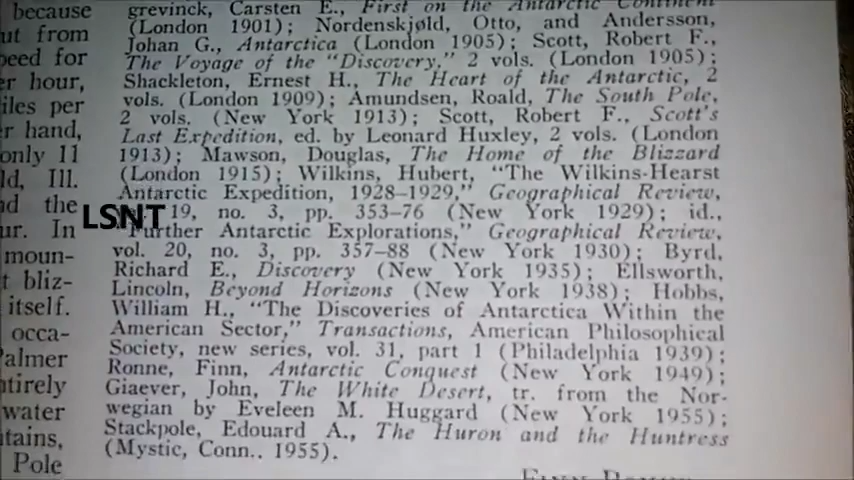 because
ut from
peed for
er hour,
iles per
r hand,
only 11
ld, Ill.
nd the
ur. In
moun-
t bliz-
itself.
occa-
Palmer
ntirely
water
tains,
Pole
grevinck, Carsten E., First on the Antarctic Continent
(London 1901); Nordenskjøld, Otto, and Andersson,
Johan G., Antarctica (London 1905); Scott, Robert F.,
The Voyage of the "Discovery," 2 vols. (London 1905);
Shackleton, Ernest H., The Heart of the Antarctic, 2
vols. (London 1909); Amundsen, Roald, The South Pole,
2 vols. (New York 1913); Scott, Robert F., Scott's
Last Expedition, ed. by Leonard Huxley, 2 vols. (London
1913); Mawson, Douglas, The Home of the Blizzard
(London 1915); Wilkins, Hubert, "The Wilkins-Hearst
Antarctic Expedition, 1928–1929," Geographical Review,
LSNT 19, no. 3, pp. 353–76 (New York 1929); id.,
"Further Antarctic Explorations," Geographical Review,
vol. 20, no. 3, pp. 357–88 (New York 1930); Byrd,
Richard E., Discovery (New York 1935); Ellsworth,
Lincoln, Beyond Horizons (New York 1938); Hobbs,
William H., "The Discoveries of Antarctica Within the
American Sector," Transactions, American Philosophical
Society, new series, vol. 31, part 1 (Philadelphia 1939);
Ronne, Finn, Antarctic Conquest (New York 1949);
Giaever, John, The White Desert, tr. from the Nor-
wegian by Eveleen M. Huggard (New York 1955);
Stackpole, Edouard A., The Huron and the Huntress
(Mystic, Conn., 1955).